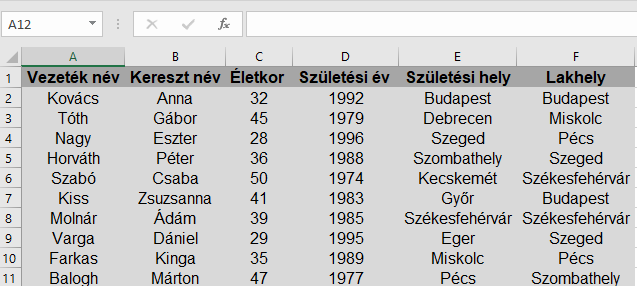 A12 fx
A B C D E F
1 Vezeték név Kereszt név Életkor Születési év Születési hely Lakhely
2 Kovács Anna 32 1992 Budapest Budapest
3 Tóth Gábor 45 1979 Debrecen Miskolc
4 Nagy Eszter 28 1996 Szeged Pécs
5 Horváth Péter 36 1988 Szombathely Szeged
6 Szabó Csaba 50 1974 Kecskemét Székesfehérvár
7 Kiss Zsuzsanna 41 1983 Győr Budapest
8 Molnár Ádám 39 1985 Székesfehérvár Székesfehérvár
9 Varga Dániel 29 1995 Eger Szeged
10 Farkas Kinga 35 1989 Miskolc Pécs
11 Balogh Márton 47 1977 Pécs Szombathely